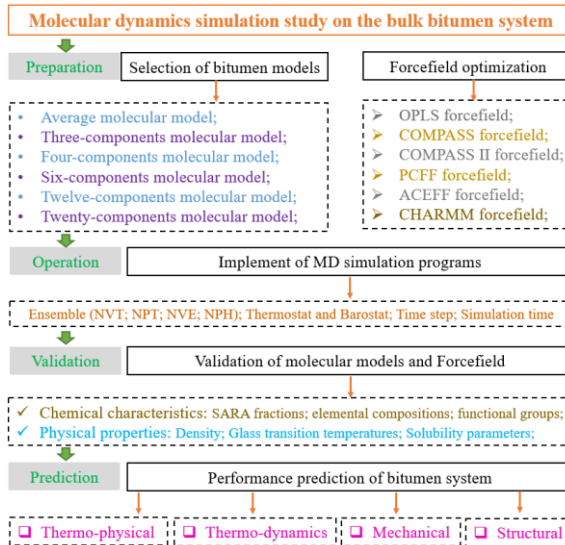 Molecular dynamics simulation study on the bulk bitumen system
Preparation
Selection of bitumen models
Forcefield optimization
• Average molecular model;
• Three-components molecular model;
• Four-components molecular model;
• Six-components molecular model;
• Twelve-components molecular model;
• Twenty-components molecular model;
➢ OPLS forcefield;
➢ COMPASS forcefield;
➢ COMPASS II forcefield;
➢ PCFF forcefield;
➢ ACEFF forcefield;
➢ CHARMM forcefield;
Operation
Implement of MD simulation programs
Ensemble (NVT; NPT; NVE; NPH); Thermostat and Barostat; Time step; Simulation time
Validation
Validation of molecular models and Forcefield
✓ Chemical characteristics: SARA fractions; elemental compositions; functional groups;
✓ Physical properties: Density; Glass transition temperatures; Solubility parameters;
Prediction
Performance prediction of bitumen system
❑ Thermo-physical
❑ Thermo-dynamics
❑ Mechanical
❑ Structural